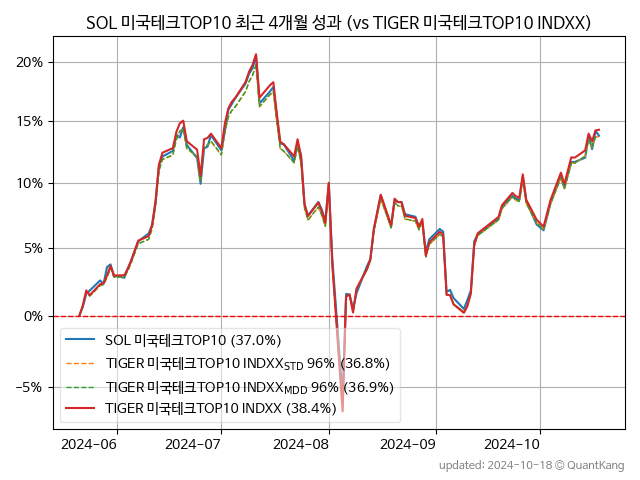 SOL 미국테크TOP10 최근 4개월 성과 (vs TIGER 미국테크TOP10 INDXX)
20%
15%
10%
5%
0%
−5%
SOL 미국테크TOP10 (37.0%)
TIGER 미국테크TOP10 INDXX_STD 96% (36.8%)
TIGER 미국테크TOP10 INDXX_MDD 96% (36.9%)
TIGER 미국테크TOP10 INDXX (38.4%)
2024-06 2024-07 2024-08 2024-09 2024-10
updated: 2024-10-18 © QuantKang